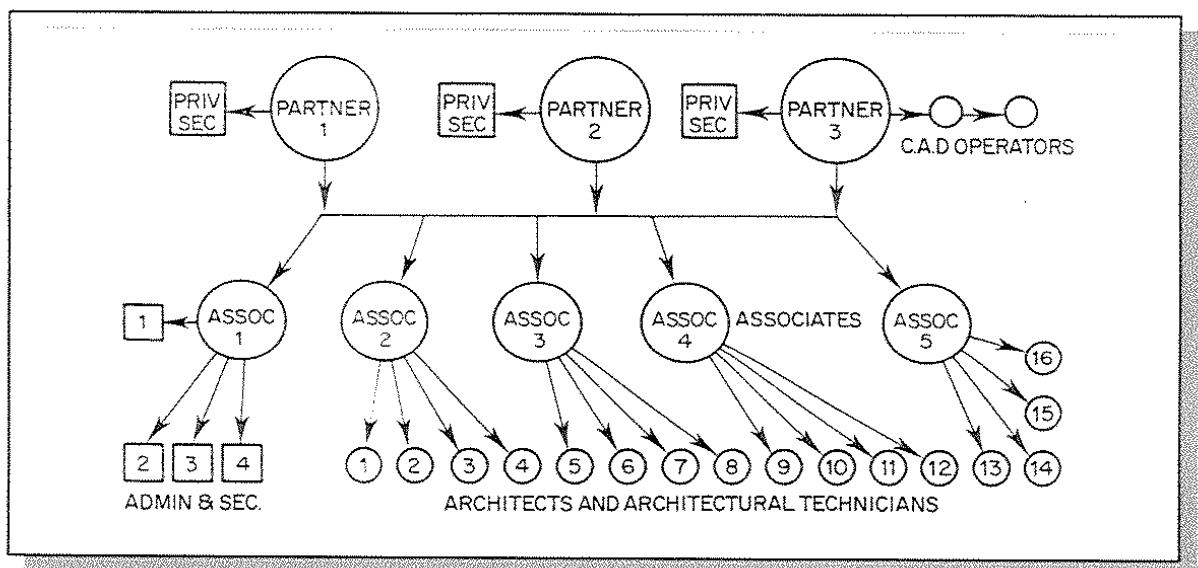 PRIV
SEC
PARTNER
1
PRIV
SEC
PARTNER
2
PRIV
SEC
PARTNER
3
C.A.D OPERATORS
1
ASSOC
1
ASSOC
2
ASSOC
3
ASSOC
4
ASSOCIATES
ASSOC
5
16
15
2
3
4
1
2
3
4
5
6
7
8
9
10
11
12
13
14
ADMIN & SEC.
ARCHITECTS AND ARCHITECTURAL TECHNICIANS